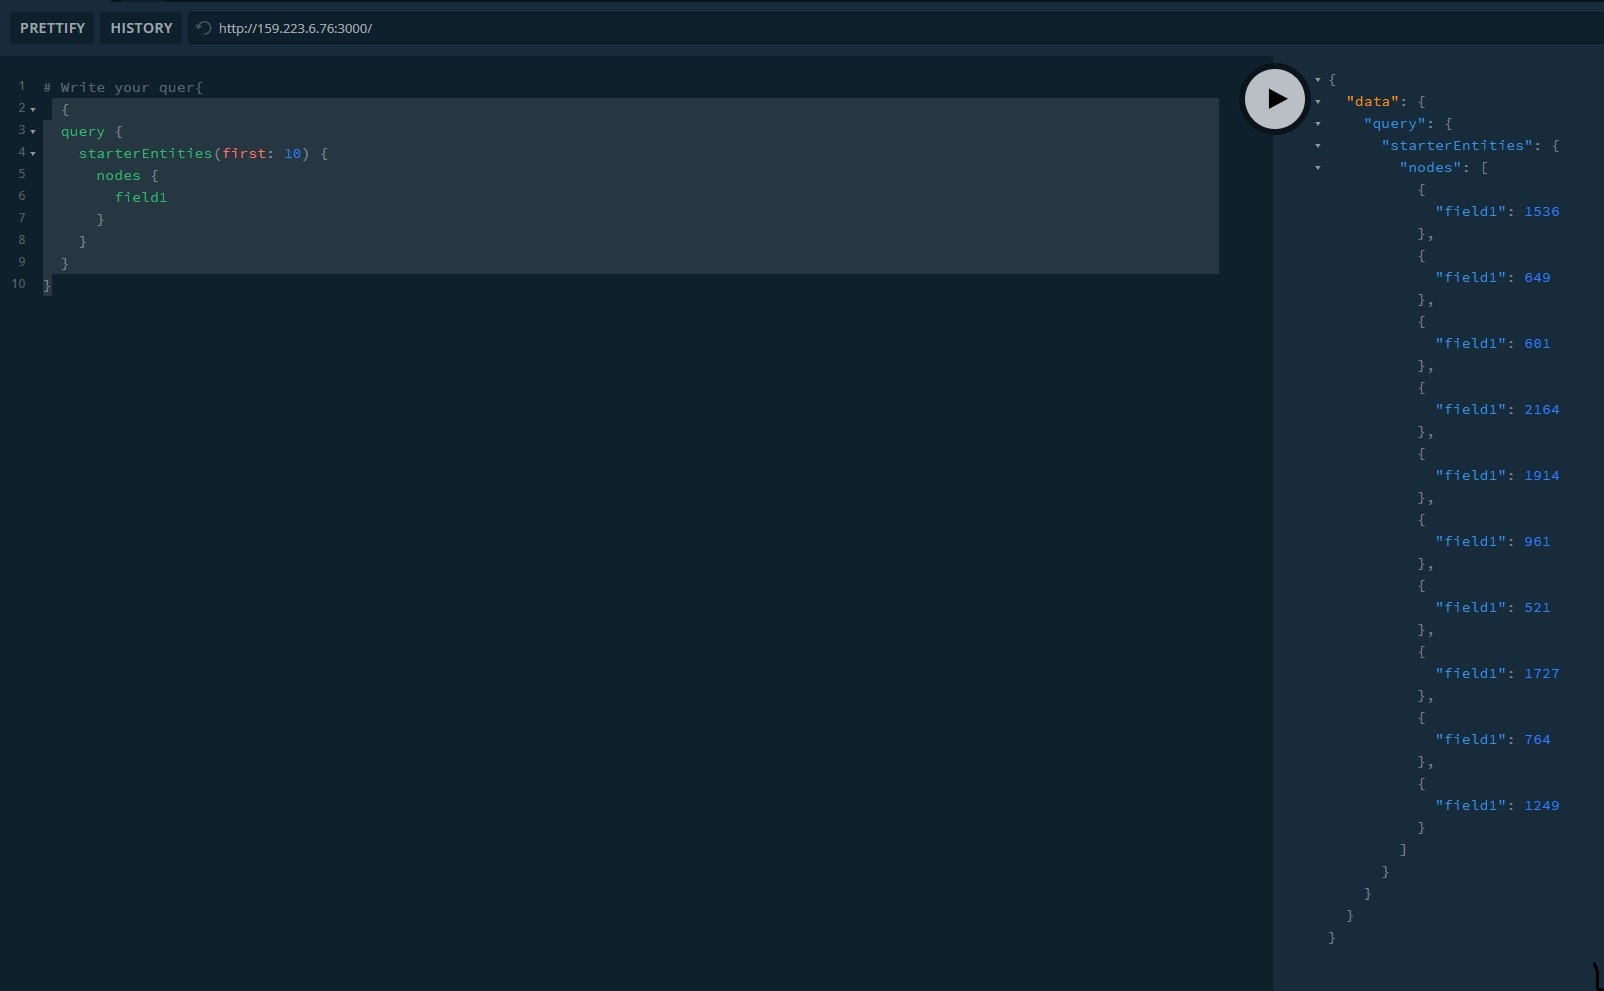 PRETTIFY HISTORY http://159.223.6.76:3000/
1 # Write your quer{
2 {
3 query {
4 starterEntities(first: 10) {
5 nodes {
6 field1
7 }
8 }
9 }
10 }
{
"data": {
"query": {
"starterEntities": {
"nodes": [
{
"field1": 1536
},
{
"field1": 649
},
{
"field1": 601
},
{
"field1": 2164
},
{
"field1": 1914
},
{
"field1": 961
},
{
"field1": 521
},
{
"field1": 1727
},
{
"field1": 764
},
{
"field1": 1249
}
]
}
}
}
}